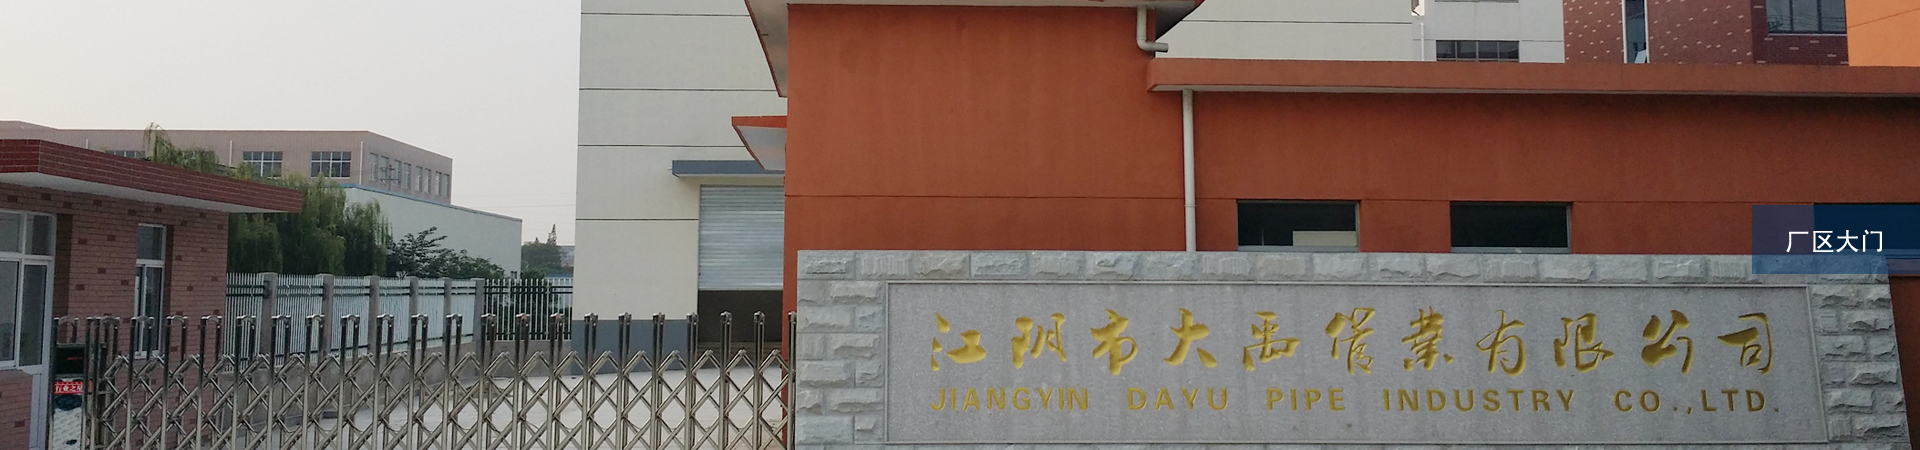 厂区大门
江阴市大禹管业有限公司
JIANGYIN DAYU PIPE INDUSTRY CO.,LTD.